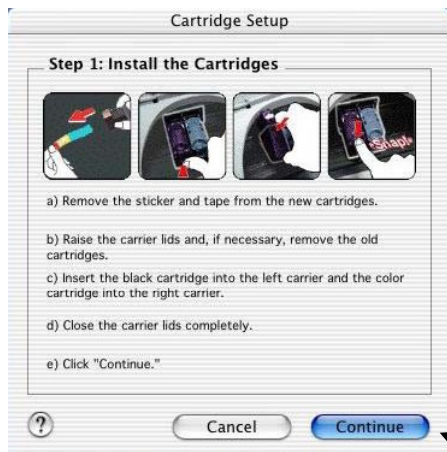 Cartridge Setup
Step 1: Install the Cartridges
"Snap!"
a) Remove the sticker and tape from the new cartridges.
b) Raise the carrier lids and, if necessary, remove the old
cartridges.
c) Insert the black cartridge into the left carrier and the color
cartridge into the right carrier.
d) Close the carrier lids completely.
e) Click "Continue."
?
Cancel
Continue